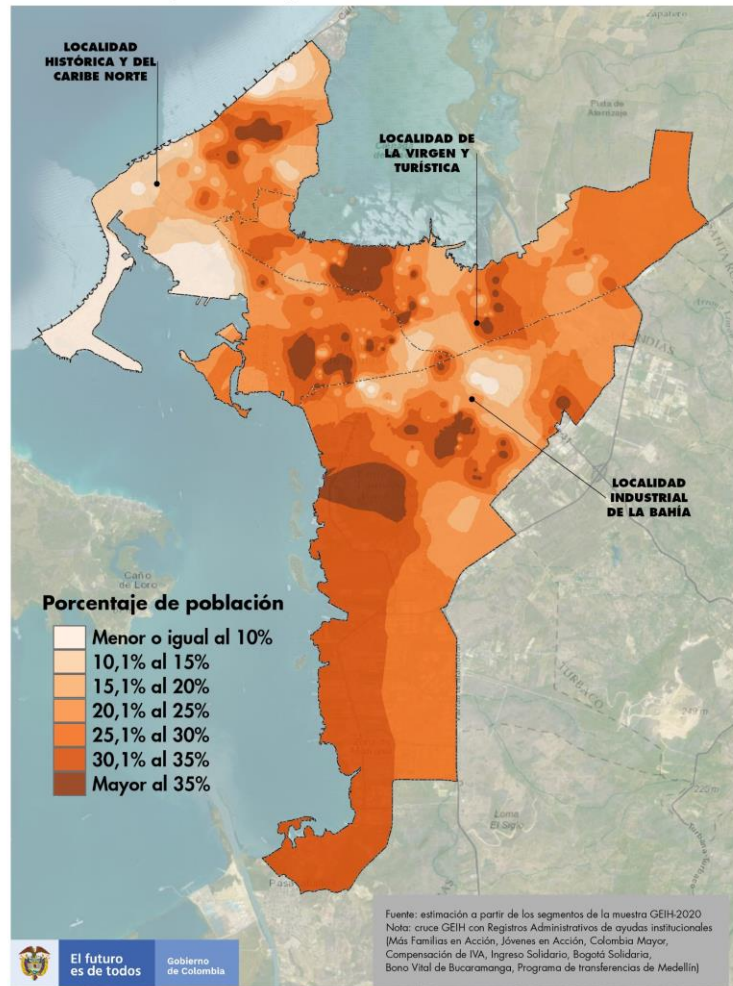 LOCALIDAD
HISTÓRICA Y DEL
CARIBE NORTE
LOCALIDAD DE
LA VIRGEN Y
TURÍSTICA
Pista de
Aterrizaje
LOCALIDAD
INDUSTRIAL
DE LA BAHÍA
Caño
de Loro
TURBACO
Loma
El Siglo
220 m
Porcentaje de población
Menor o igual al 10%
10,1% al 15%
15,1% al 20%
20,1% al 25%
25,1% al 30%
30,1% al 35%
Mayor al 35%
Fuente: estimación a partir de los segmentos de la muestra GEIH-2020
Nota: cruce GEIH con Registros Administrativos de ayudas institucionales
(Más Familias en Acción, Jóvenes en Acción, Colombia Mayor,
Compensación de IVA, Ingreso Solidario, Bogotá Solidaria,
Bono Vital de Bucaramanga, Programa de transferencias de Medellín)
El futuro
es de todos
Gobierno
de Colombia